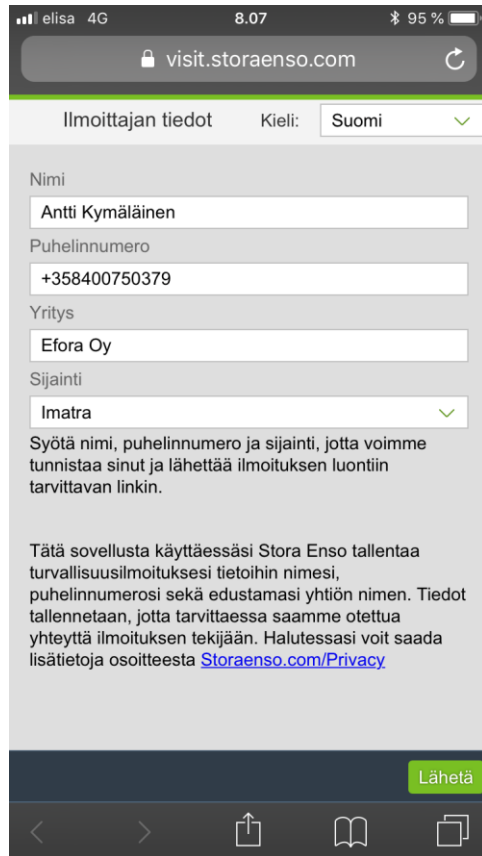 elisa 4G 8.07 95 %
visit.storaenso.com
Ilmoittajan tiedot Kieli: Suomi
Nimi
Antti Kymäläinen
Puhelinnumero
+358400750379
Yritys
Efora Oy
Sijainti
Imatra
Syötä nimi, puhelinnumero ja sijainti, jotta voimme
tunnistaa sinut ja lähettää ilmoituksen luontiin
tarvittavan linkin.
Tätä sovellusta käyttäessäsi Stora Enso tallentaa
turvallisuusilmoituksesi tietoihin nimesi,
puhelinnumerosi sekä edustamasi yhtiön nimen. Tiedot
tallennetaan, jotta tarvittaessa saamme otettua
yhteyttä ilmoituksen tekijään. Halutessasi voit saada
lisätietoja osoitteesta Storaenso.com/Privacy
Lähetä